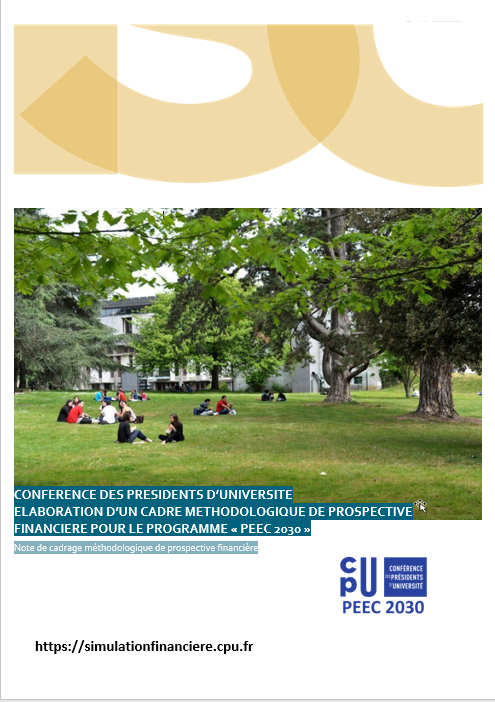 CONFERENCE DES PRESIDENTS D'UNIVERSITE
ELABORATION D'UN CADRE METHODOLOGIQUE DE PROSPECTIVE
FINANCIERE POUR LE PROGRAMME « PEEC 2030 »
Note de cadrage méthodologique de prospective financière
cpu
CONFÉRENCE
DES PRÉSIDENTS
D'UNIVERSITÉ
PEEC 2030
https://simulationfinanciere.cpu.fr